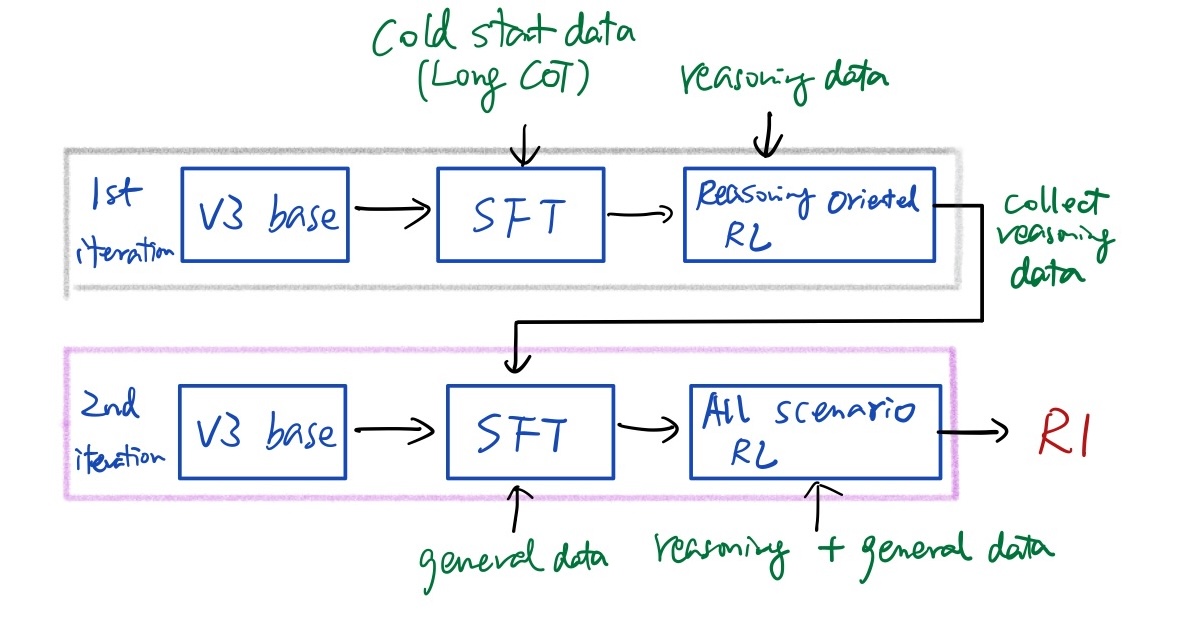 Cold start data
(Long COT)
reasoning data
1st
iteration
V3 base
SFT
Reasoning Oriented
RL
collect
reasoning
data
2nd
iteration
V3 base
SFT
All scenario
RL
R1
general data
reasoning + general data